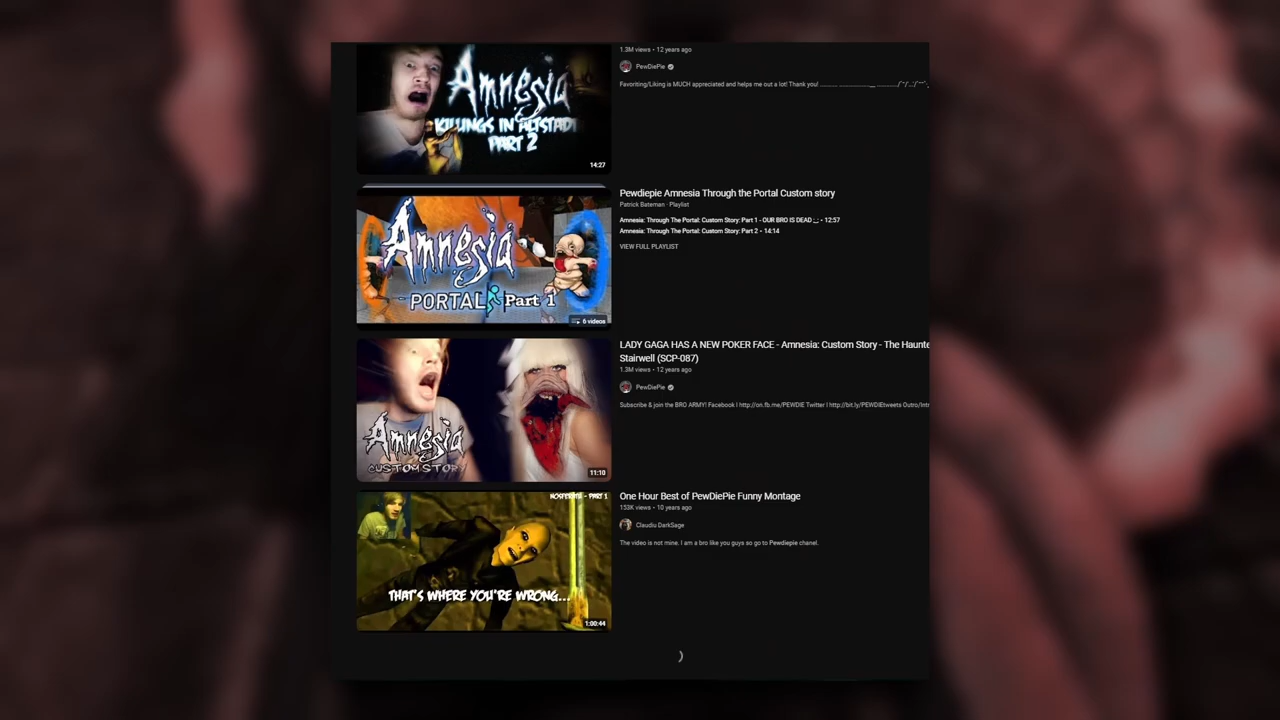 1.3M views • 12 years ago
PewDiePie
Favoriting/Liking is MUCH appreciated and helps me out a lot! Thank you!
Amnesia
KILLINGS IN ALTSTADT
PART 2
14:27
Pewdiepie Amnesia Through the Portal Custom story
Patrick Bateman · Playlist
Amnesia: Through The Portal: Custom Story: Part 1 - OUR BRO IS DEAD ;_; • 12:57
Amnesia: Through The Portal: Custom Story: Part 2 • 14:14
VIEW FULL PLAYLIST
Amnesia
PORTAL Part 1
6 videos
LADY GAGA HAS A NEW POKER FACE - Amnesia: Custom Story - The Haunte
Stairwell (SCP-087)
1.3M views • 12 years ago
PewDiePie
Subscribe & join the BRO ARMY! Facebook l http://on.fb.me/PEWDIE Twitter l http://bit.ly/PEWDIEtweets Outro/Int
Amnesia
CUSTOM STORY
11:10
One Hour Best of PewDiePie Funny Montage
153K views • 10 years ago
Claudiu DarkSage
The video is not mine. I am a bro like you guys so go to Pewdiepie chanel.
- PART 1
THAT'S WHERE YOU'RE WRONG...
1:00:44